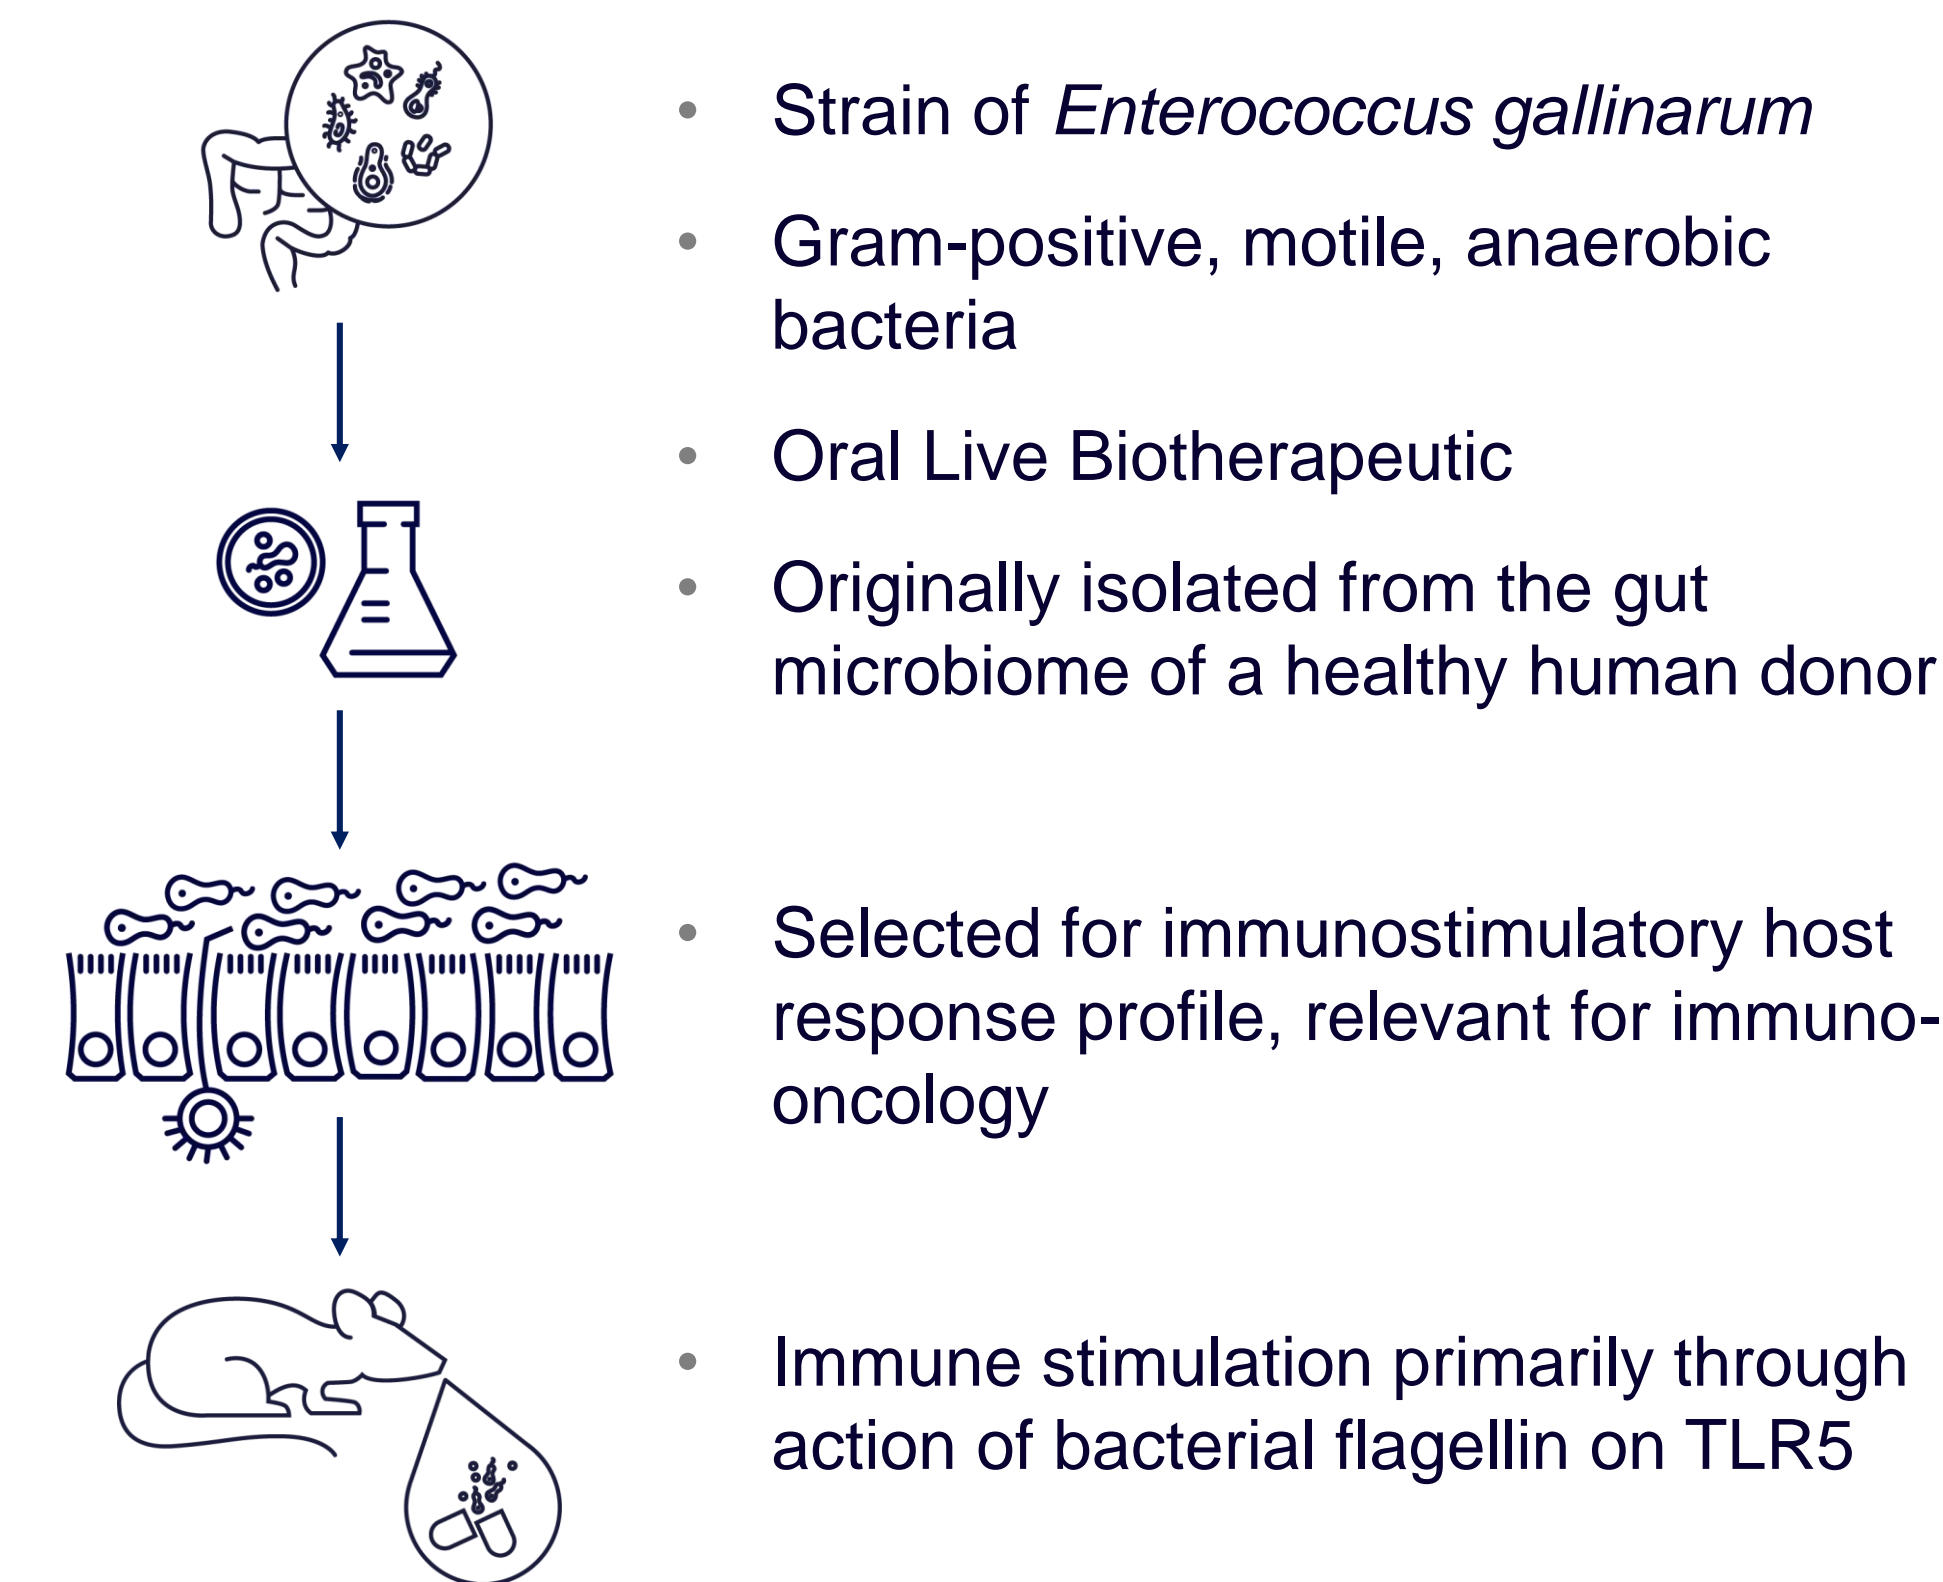 • Strain of Enterococcus gallinarum
• Gram-positive, motile, anaerobic
bacteria
• Oral Live Biotherapeutic
• Originally isolated from the gut
microbiome of a healthy human donor
• Selected for immunostimulatory host
response profile, relevant for immuno-
oncology
• Immune stimulation primarily through
action of bacterial flagellin on TLR5